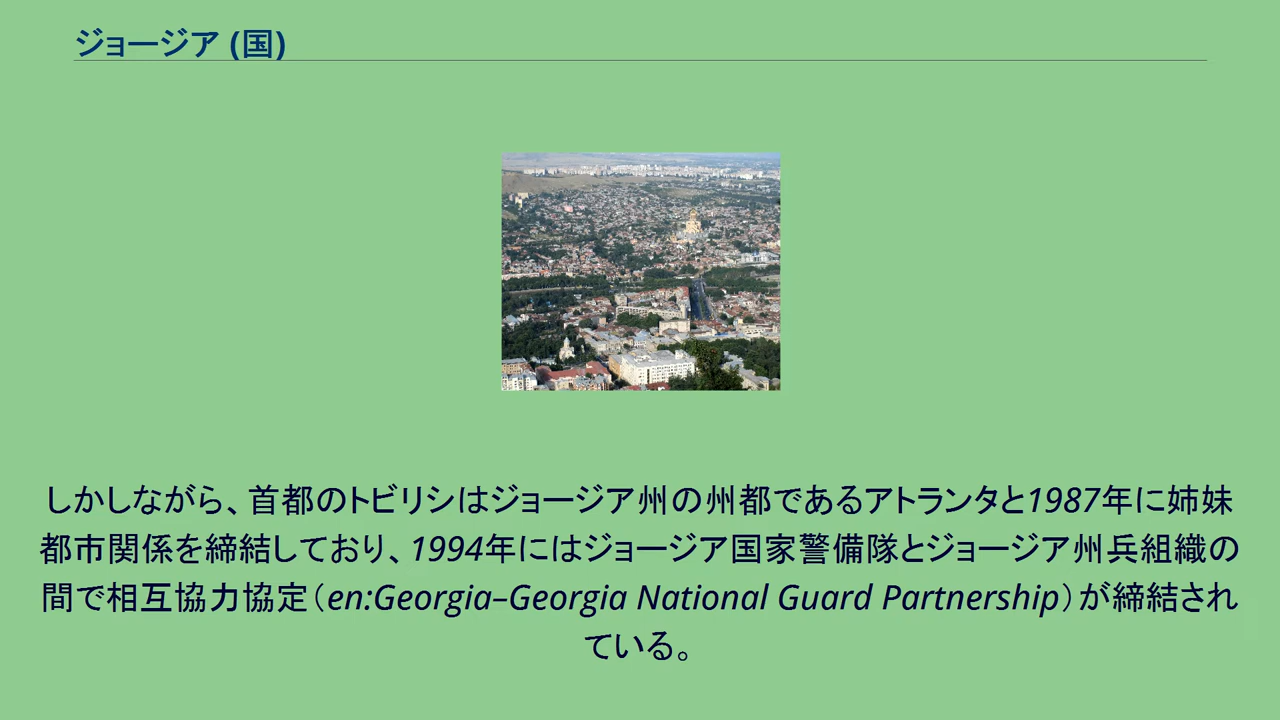 ジョージア (国)
しかしながら、首都のトビリシはジョージア州の州都であるアトランタと1987年に姉妹
都市関係を締結しており、1994年にはジョージア国家警備隊とジョージア州兵組織の
間で相互協力協定（en:Georgia–Georgia National Guard Partnership）が締結され
ている。